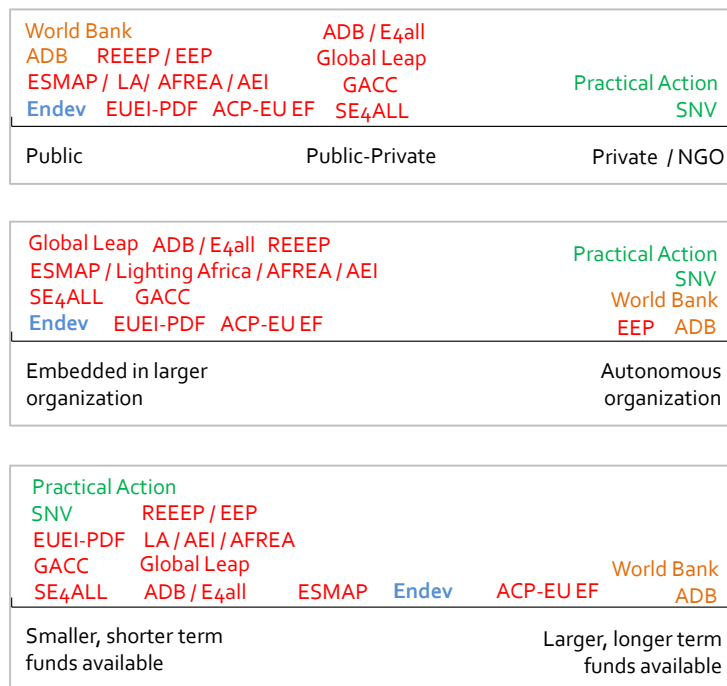 World Bank ADB / E4all
ADB REEEP / EEP Global Leap
ESMAP / LA/ AFREA / AEI GACC Practical Action
Endev EUEI-PDF ACP-EU EF SE4ALL SNV
Public Public-Private Private / NGO
Global Leap ADB / E4all REEEP Practical Action
ESMAP / Lighting Africa / AFREA / AEI SNV
SE4ALL GACC World Bank
Endev EUEI-PDF ACP-EU EF EEP ADB
Embedded in larger Autonomous
organization organization
Practical Action
SNV REEEP / EEP
EUEI-PDF LA / AEI / AFREA
GACC Global Leap World Bank
SE4ALL ADB / E4all ESMAP Endev ACP-EU EF ADB
Smaller, shorter term Larger, longer term
funds available funds available